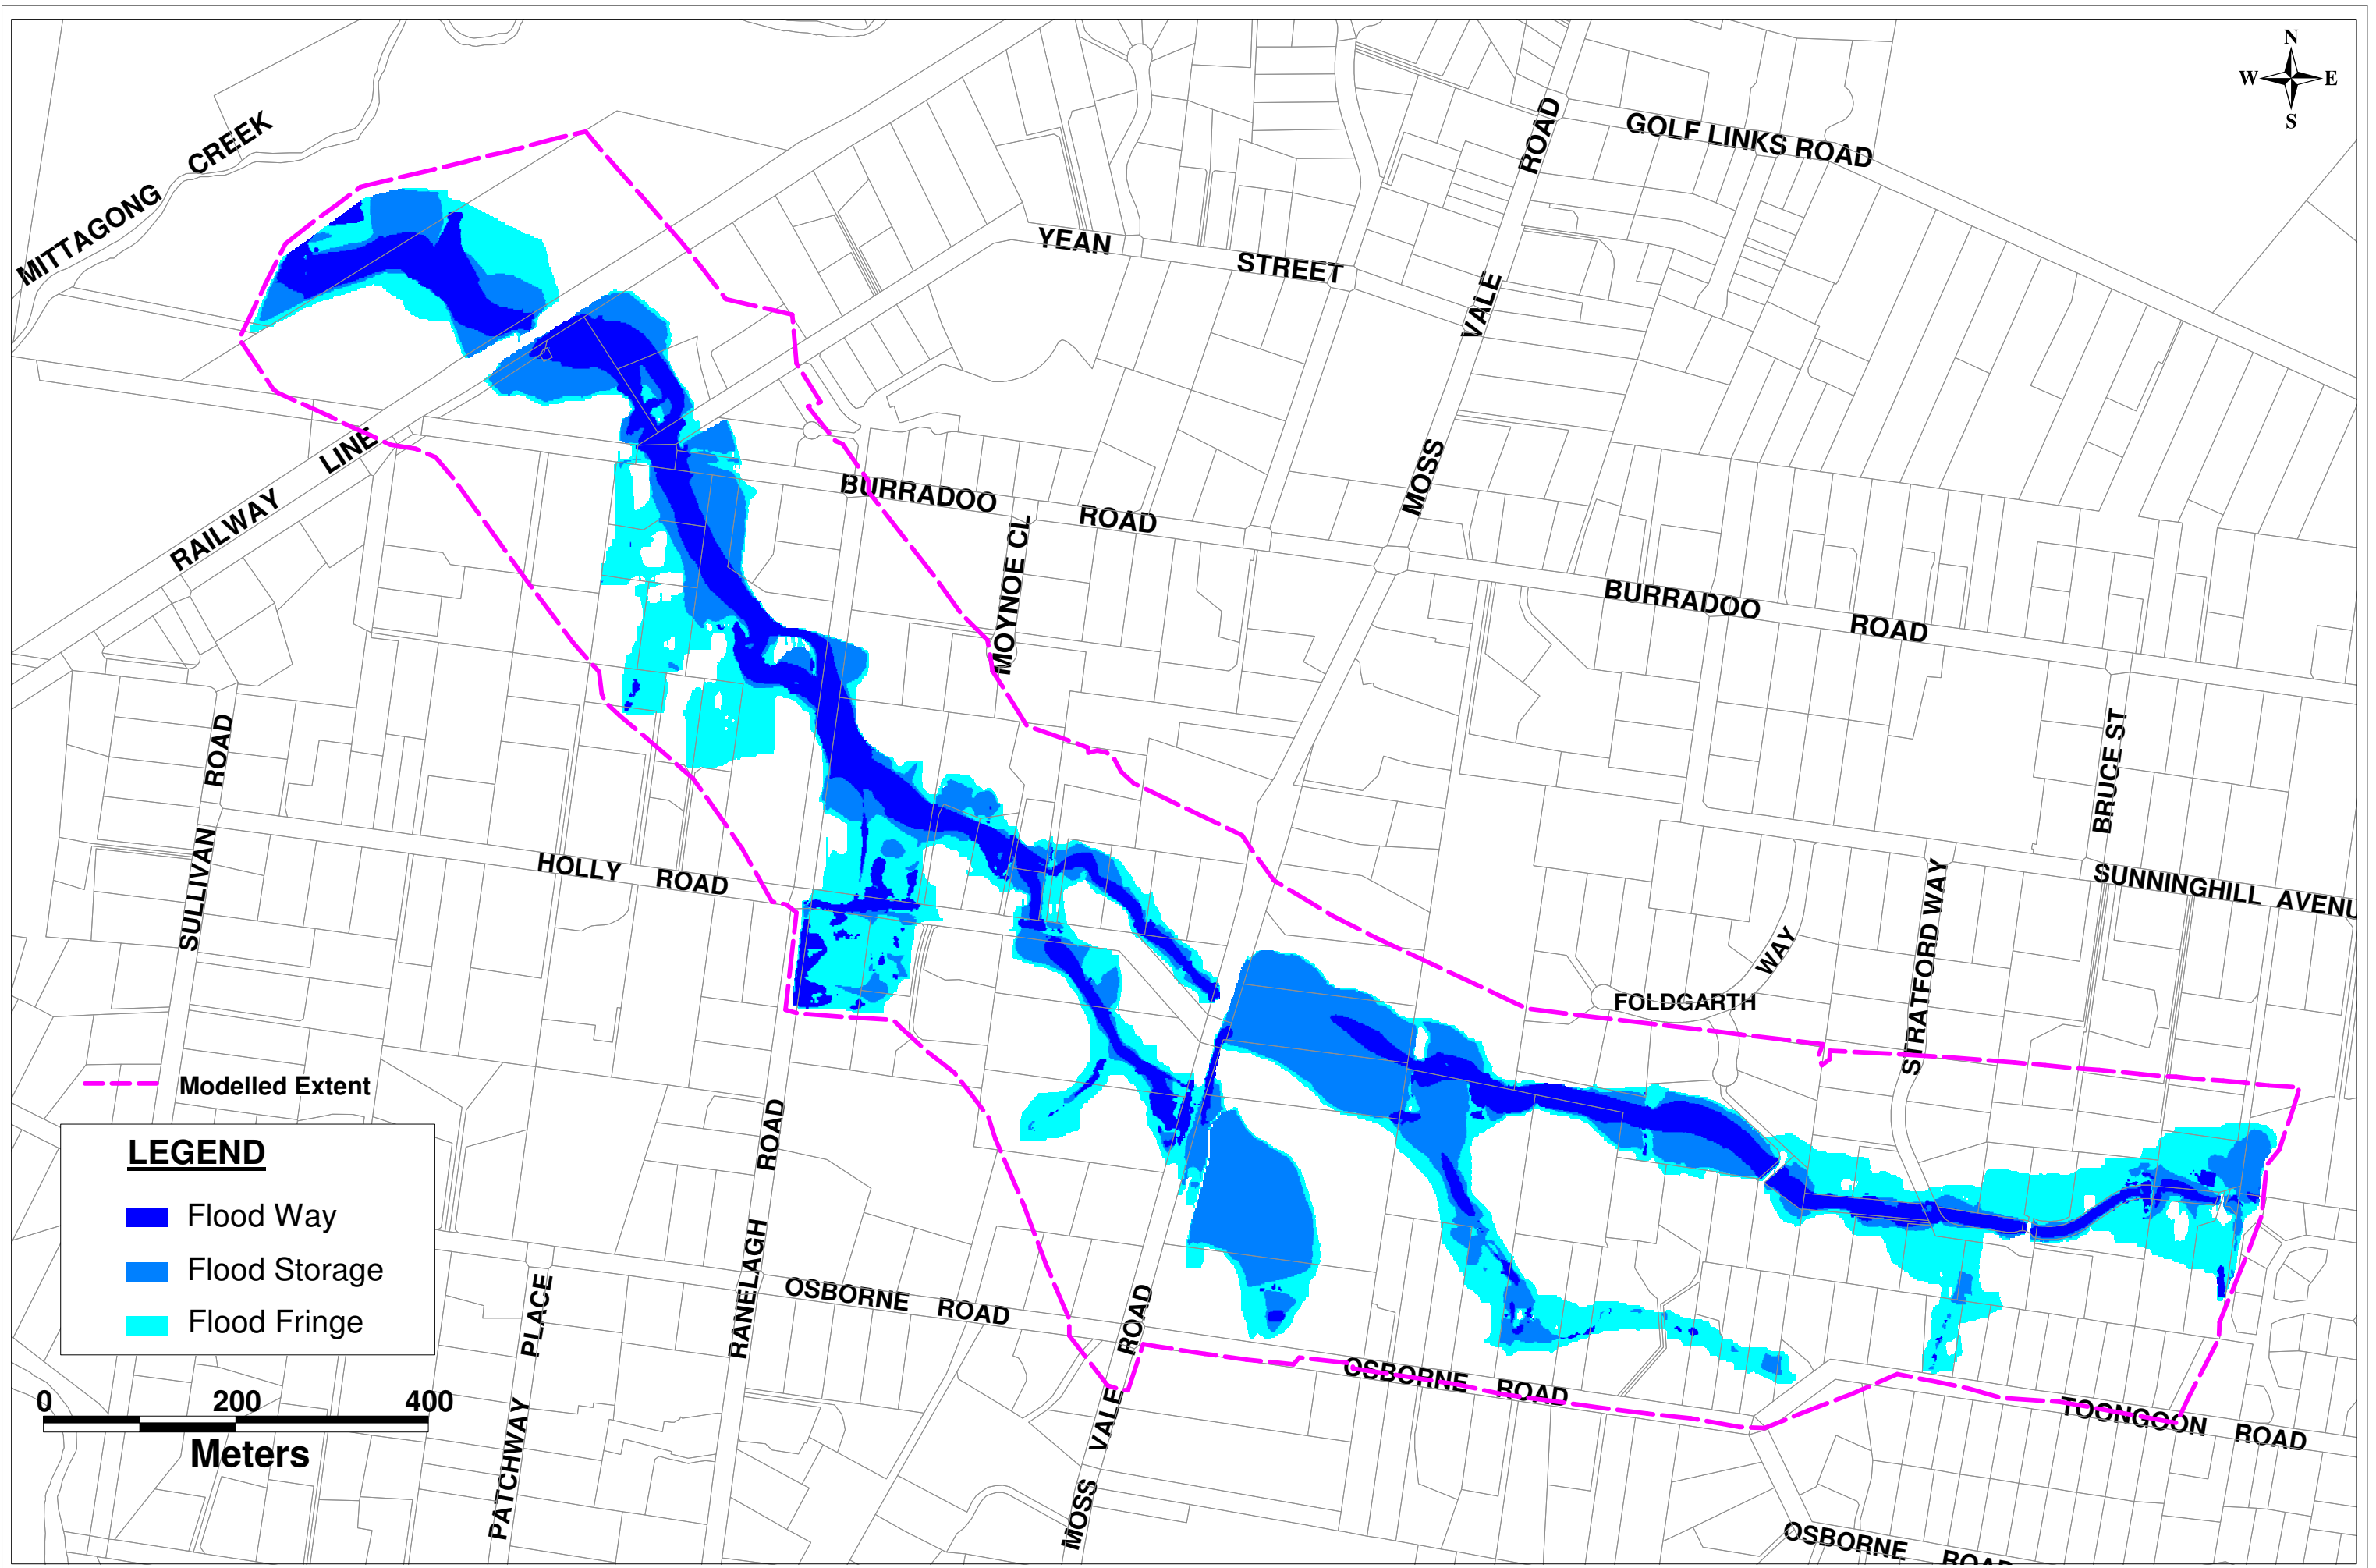 N
W E
S
MITTAGONG CREEK
GOLF LINKS ROAD
YEAN STREET
MOSS VALE ROAD
RAILWAY LINE
BURRADOO ROAD
MOYNOE CL
BURRADOO ROAD
SULLIVAN ROAD
BRUCE ST
HOLLY ROAD
SUNNINGHILL AVENU
STRATFORD WAY
FOLDGARTH WAY
Modelled Extent
LEGEND
Flood Way
Flood Storage
Flood Fringe
RANELAGH ROAD
OSBORNE ROAD
PATCHWAY PLACE
MOSS VALE ROAD
OSBORNE ROAD
TOONGOON ROAD
0 200 400
Meters
OSBORNE ROAD